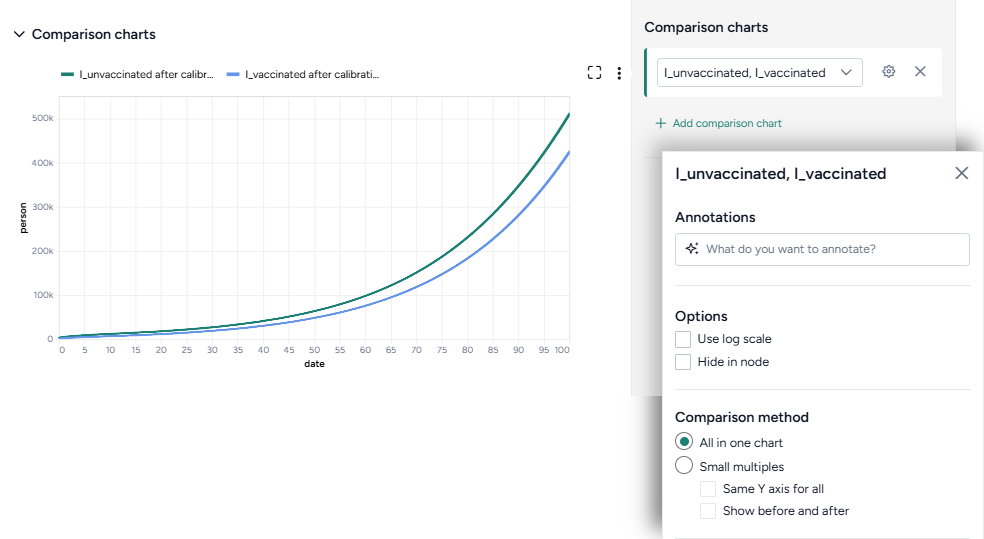 Comparison charts
I_unvaccinated after calibr... I_vaccinated after calibrati...
person
500k
400k
300k
200k
100k
0
0 5 10 15 20 25 30 35 40 45 50 55 60 65 70 75 80 85 90 95 100
date
Comparison charts
I_unvaccinated, I_vaccinated
Add comparison chart
I_unvaccinated, I_vaccinated
Annotations
What do you want to annotate?
Options
Use log scale
Hide in node
Comparison method
All in one chart
Small multiples
Same Y axis for all
Show before and after